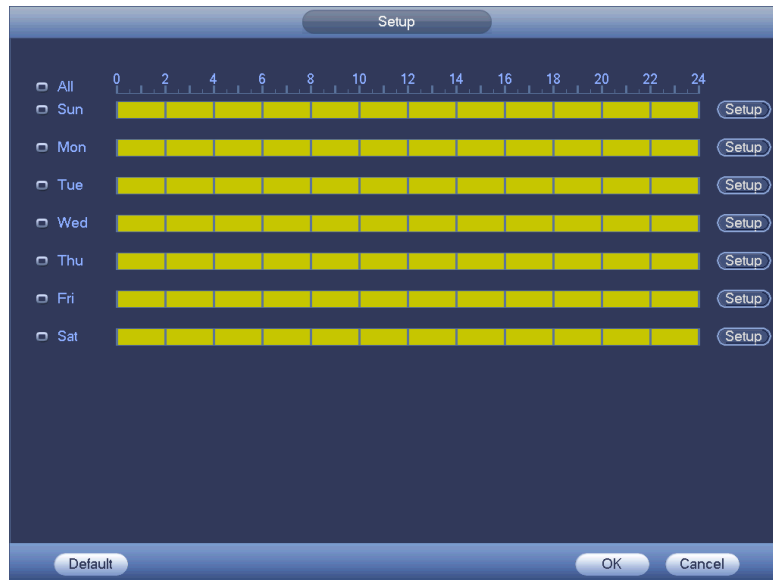 Setup
All 0 2 4 6 8 10 12 14 16 18 20 22 24
Sun Setup
Mon Setup
Tue Setup
Wed Setup
Thu Setup
Fri Setup
Sat Setup
Default OK Cancel